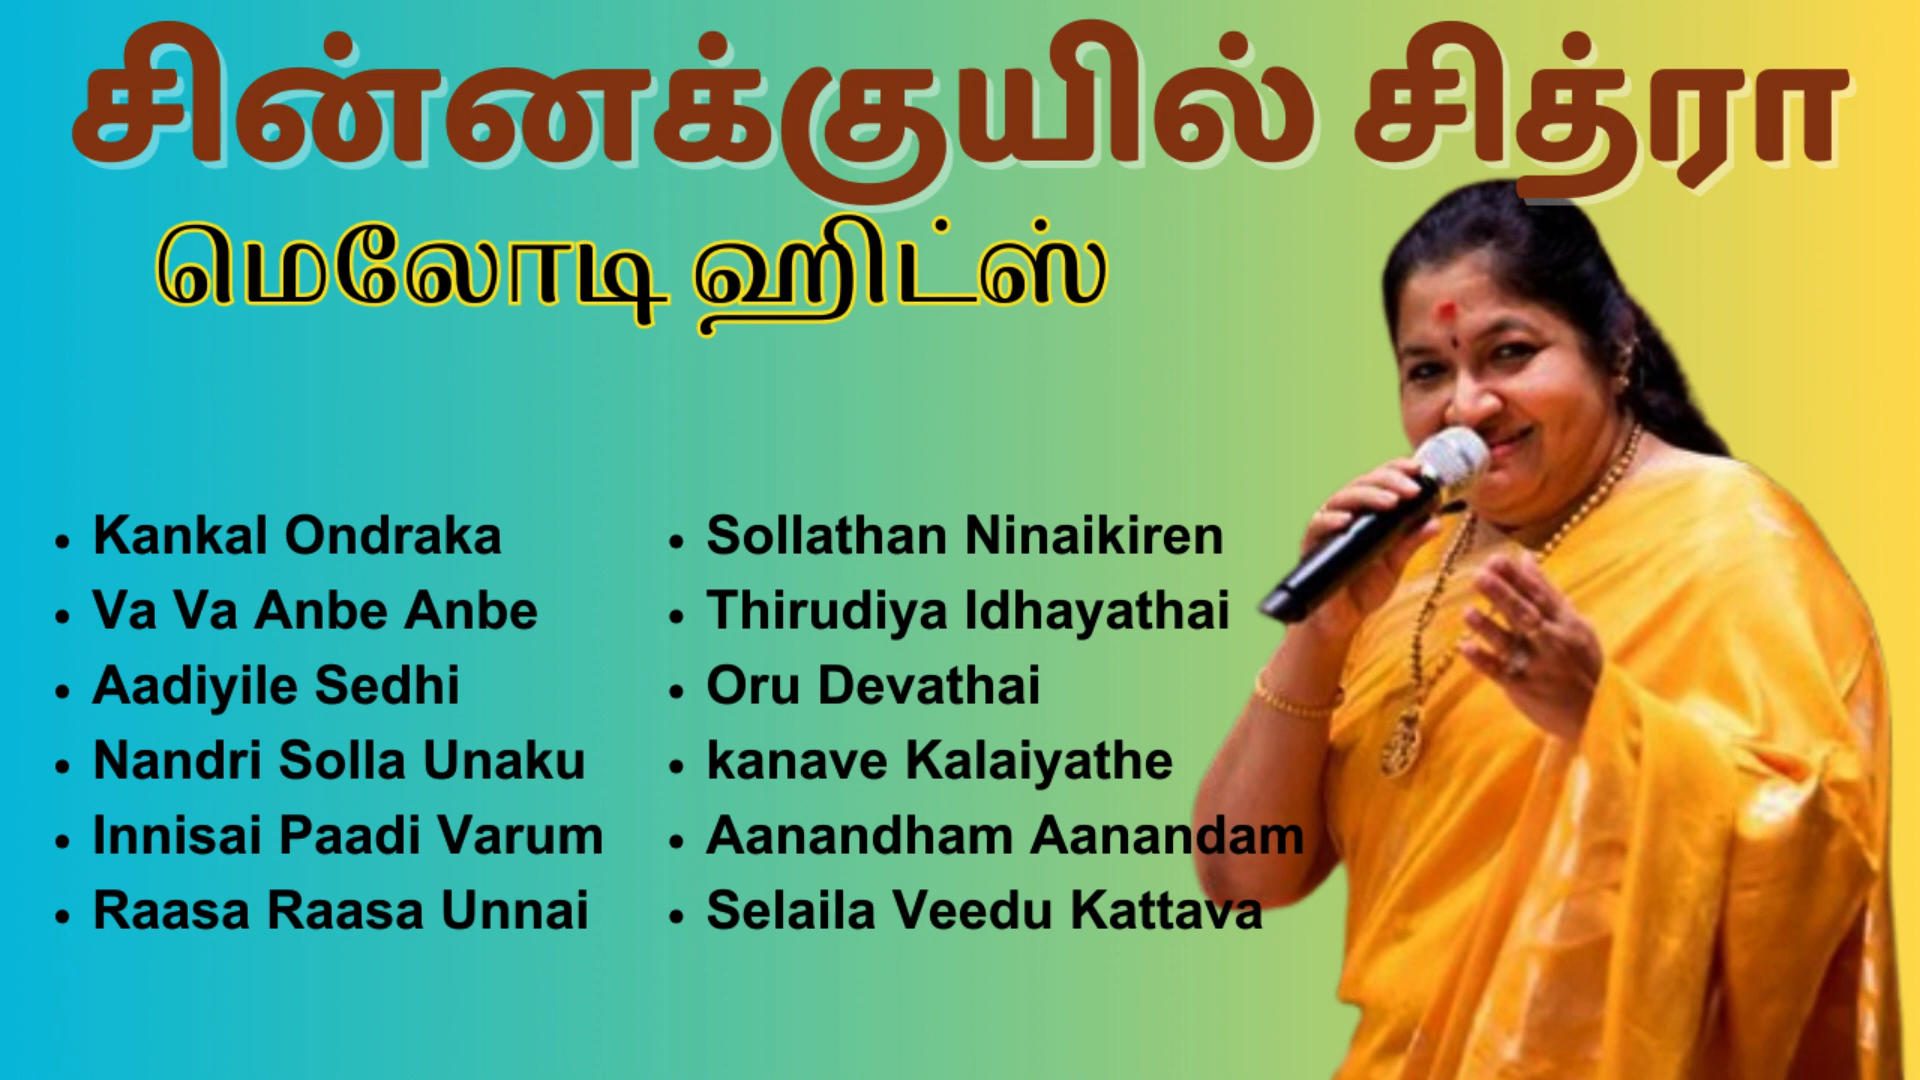 சின்னக்குயில் சித்ரா
மெலோடி ஹிட்ஸ்
• Kankal Ondraka
• Va Va Anbe Anbe
• Aadiyile Sedhi
• Nandri Solla Unaku
• Innisai Paadi Varum
• Raasa Raasa Unnai
• Sollathan Ninaikiren
• Thirudiya Idhayathai
• Oru Devathai
• kanave Kalaiyathe
• Aanandham Aanandam
• Selaila Veedu Kattava